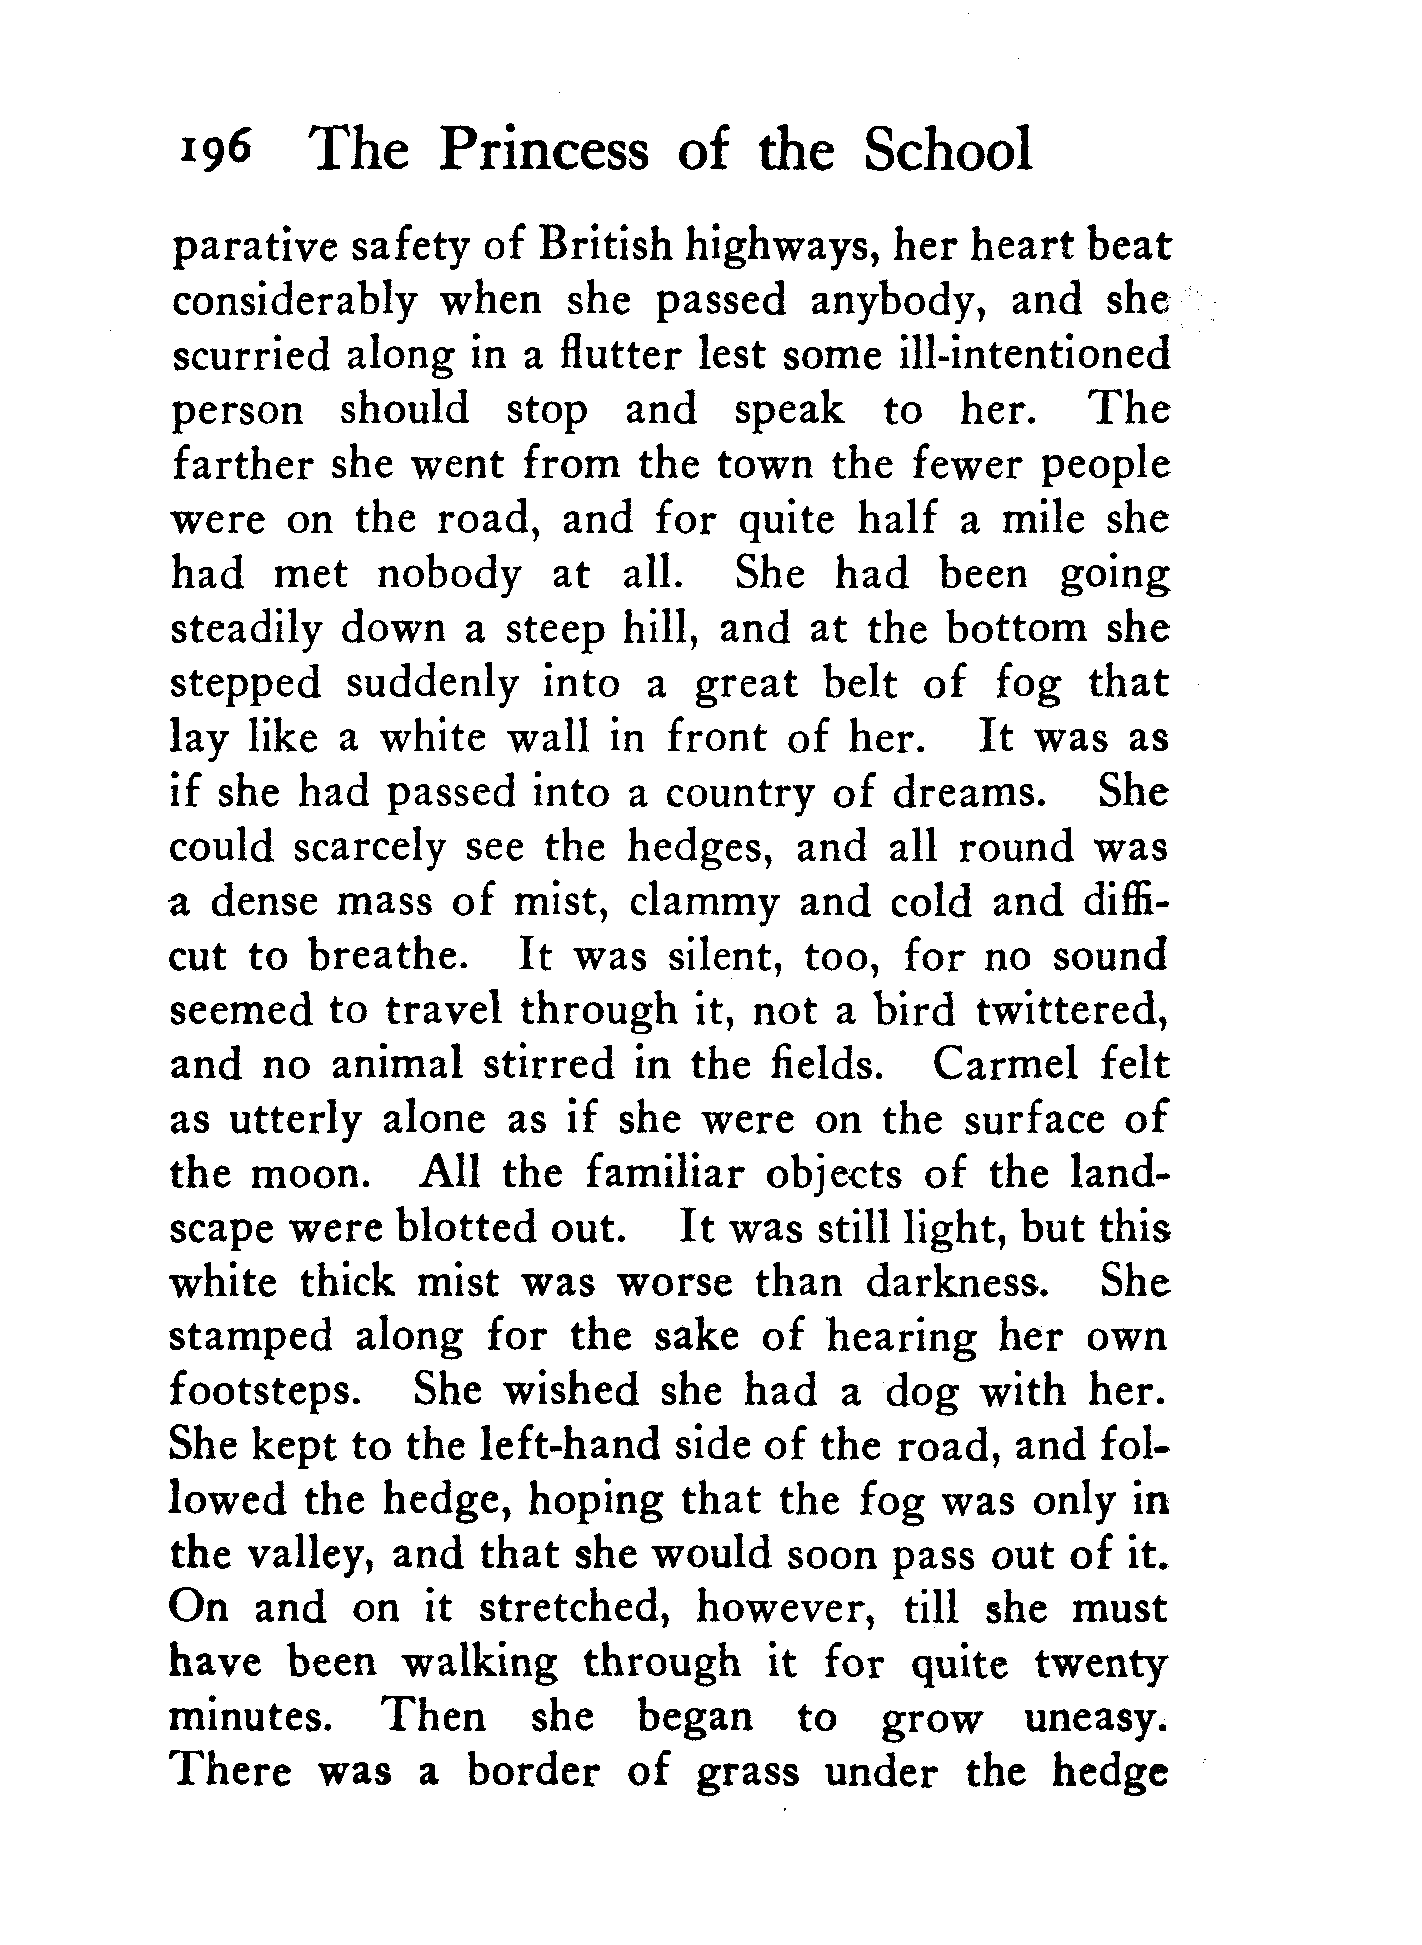 196 The Princess of the School
parative safety of British highways, her heart beat
considerably when she passed anybody, and she
scurried along in a flutter lest some ill-intentioned
person should stop and speak to her. The
farther she went from the town the fewer people
were on the road, and for quite half a mile she
had met nobody at all. She had been going
steadily down a steep hill, and at the bottom she
stepped suddenly into a great belt of fog that
lay like a white wall in front of her. It was as
if she had passed into a country of dreams. She
could scarcely see the hedges, and all round was
a dense mass of mist, clammy and cold and diffi-
cut to breathe. It was silent, too, for no sound
seemed to travel through it, not a bird twittered,
and no animal stirred in the fields. Carmel felt
as utterly alone as if she were on the surface of
the moon. All the familiar objects of the land-
scape were blotted out. It was still light, but this
white thick mist was worse than darkness. She
stamped along for the sake of hearing her own
footsteps. She wished she had a dog with her.
She kept to the left-hand side of the road, and fol-
lowed the hedge, hoping that the fog was only in
the valley, and that she would soon pass out of it.
On and on it stretched, however, till she must
have been walking through it for quite twenty
minutes. Then she began to grow uneasy.
There was a border of grass under the hedge